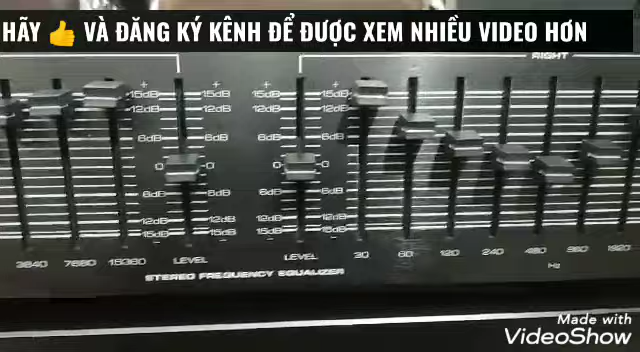 HÃY 👍 VÀ ĐĂNG KÝ KÊNH ĐỂ ĐƯỢC XEM NHIỀU VIDEO HƠN
RIGHT
+ + + +
15dB 15dB 15dB 15dB
12dB 12dB 12dB 12dB
6dB 6dB 6dB 6dB
0 0 0 0
6dB 6dB 6dB 6dB
12dB 12dB 12dB 12dB
15dB 15dB 15dB 15dB
3840 7680 15360 LEVEL LEVEL 30 60 120 240 480 960 1920
Hz
STEREO FREQUENCY EQUALIZER
Made with
VideoShow